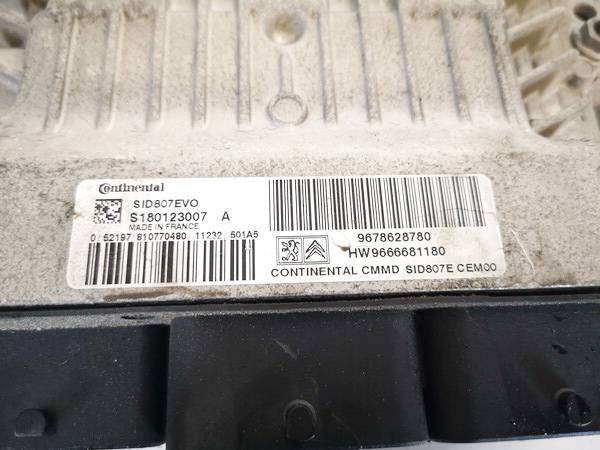 Continental
SID807EVO
S180123007 A
MADE IN FRANCE
0 52197 810770480 11232 501A5
9678628780
HW9666681180
CONTINENTAL CMMD SID807E CEM00